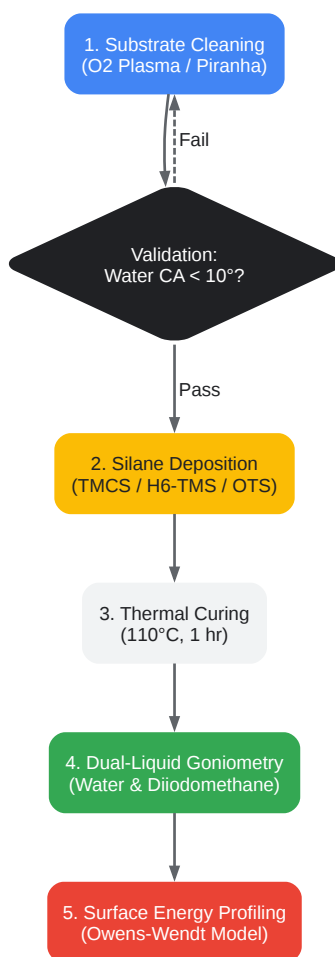 1. Substrate Cleaning
(O2 Plasma / Piranha)
Fail
Validation:
Water CA < 10°?
Pass
2. Silane Deposition
(TMCS / H6-TMS / OTS)
3. Thermal Curing
(110°C, 1 hr)
4. Dual-Liquid Goniometry
(Water & Diiodomethane)
5. Surface Energy Profiling
(Owens-Wendt Model)